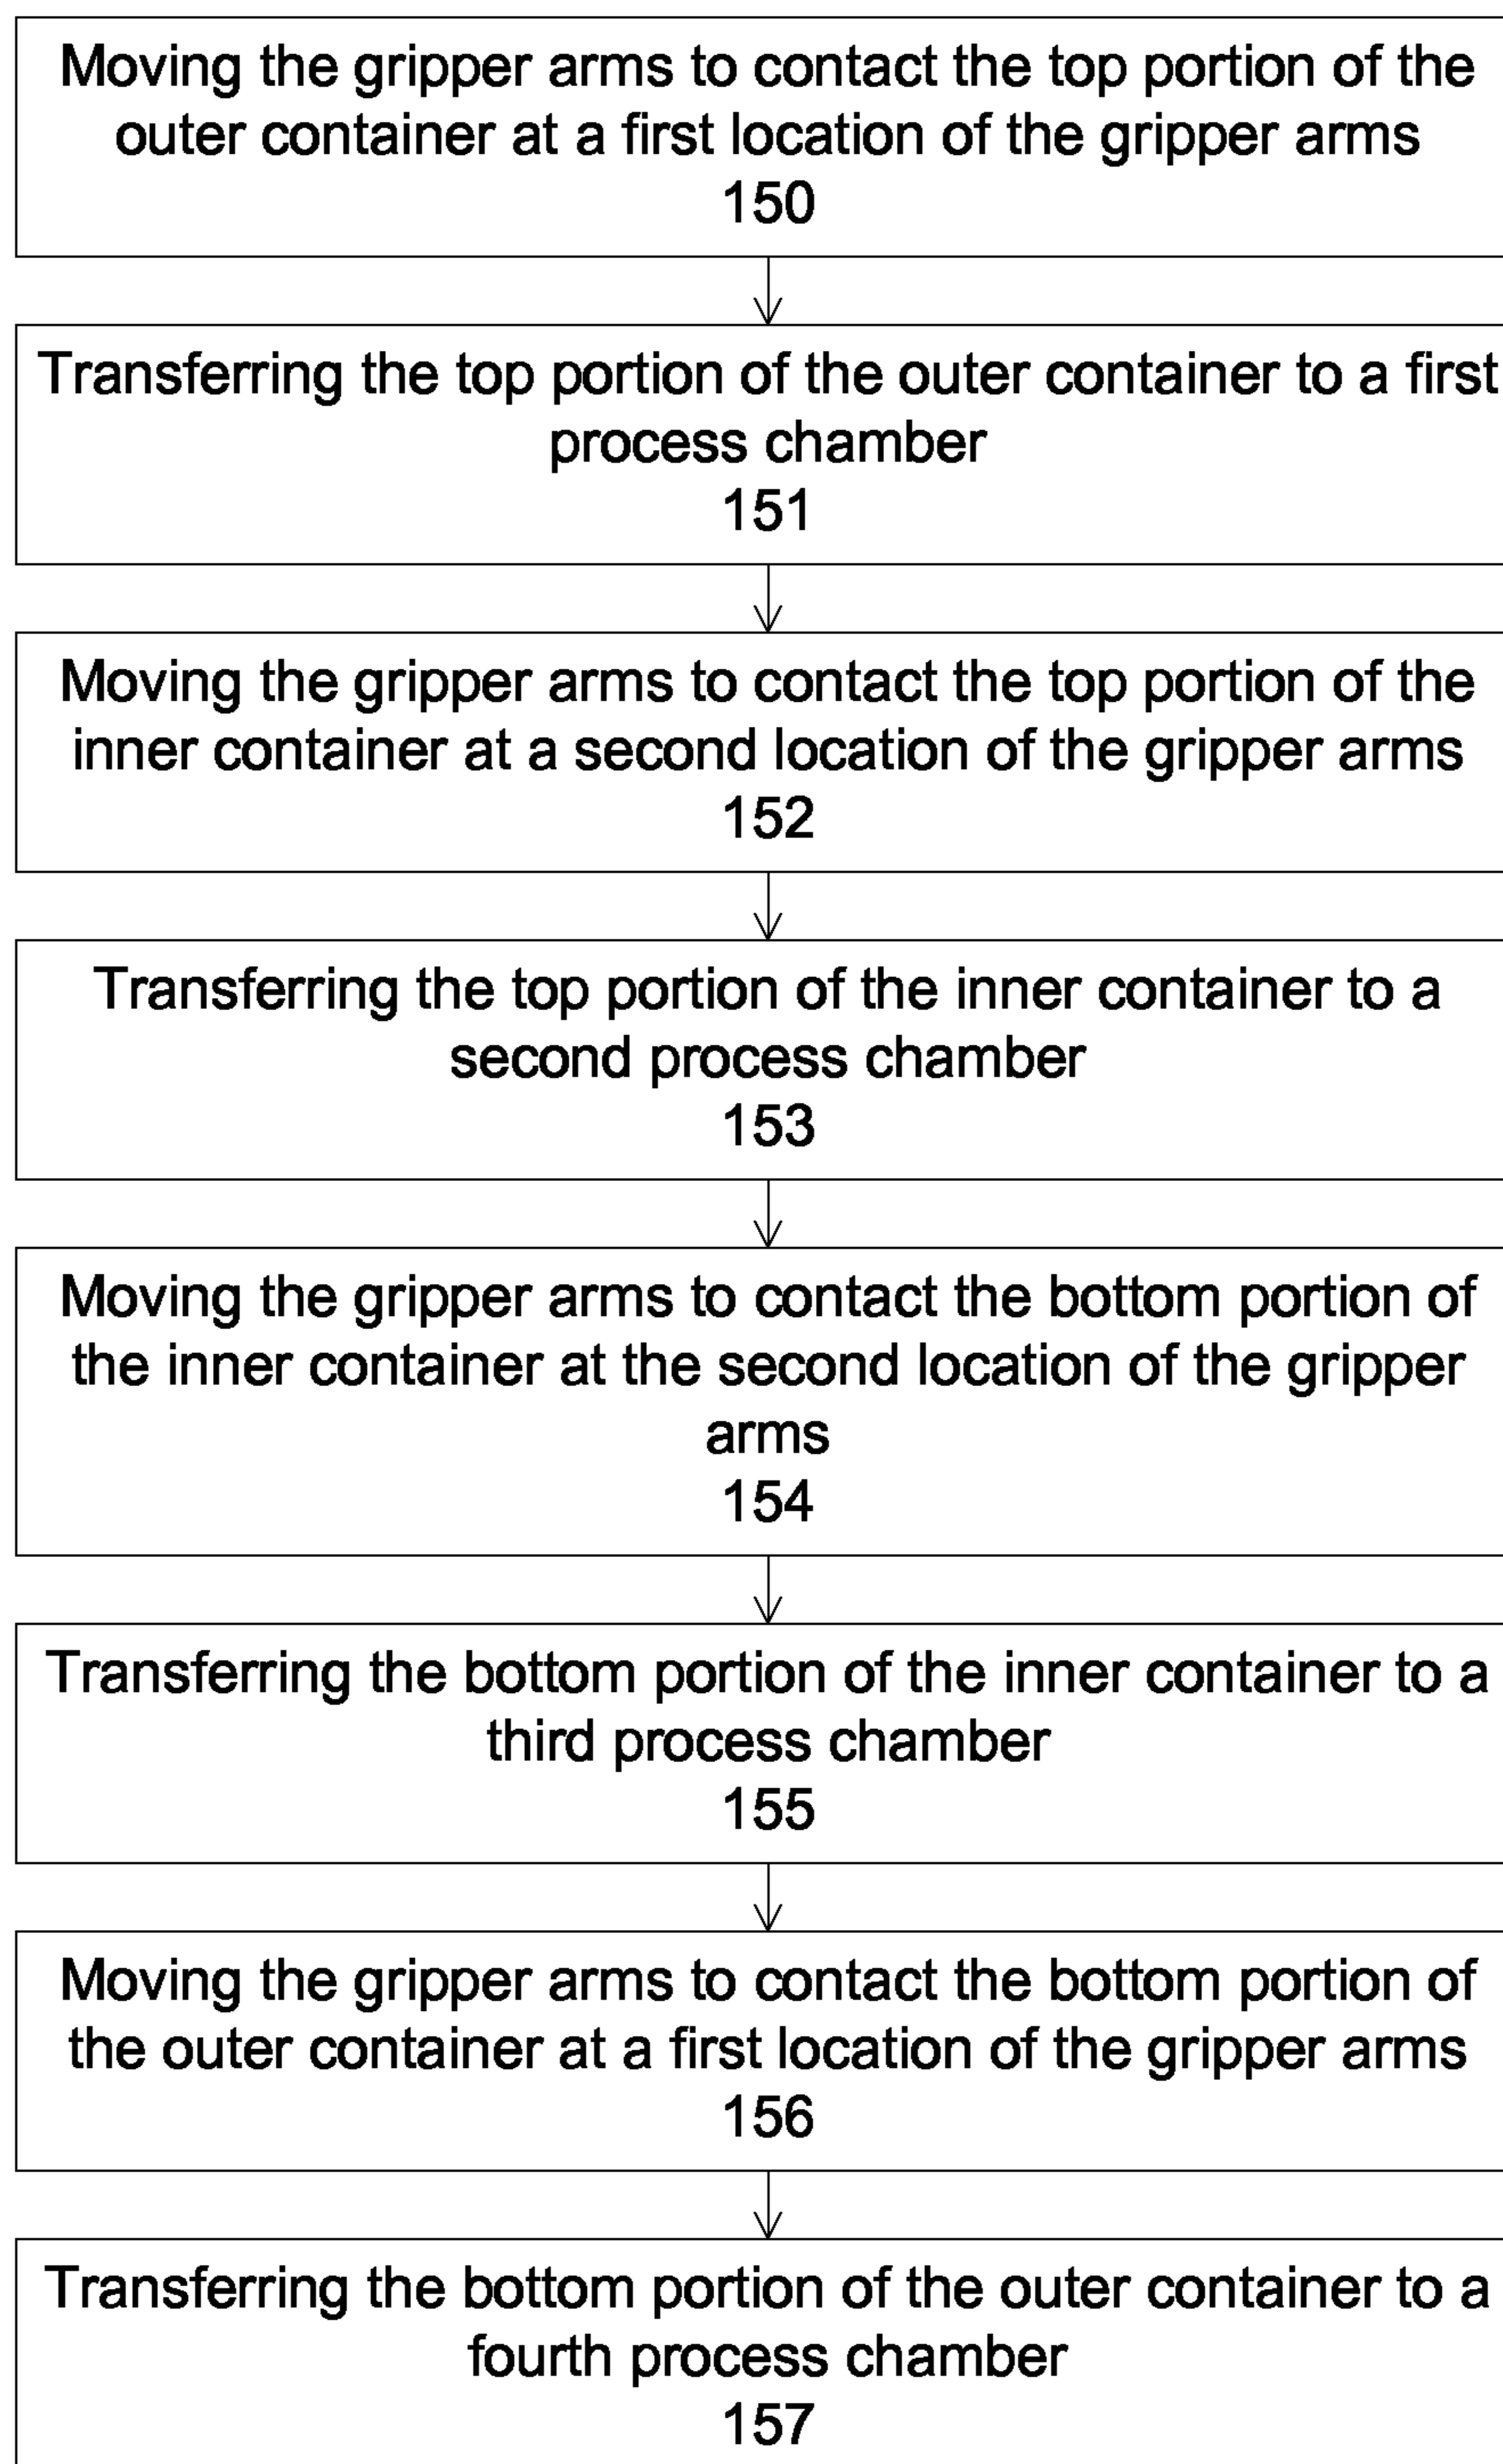 Moving the gripper arms to contact the top portion of the
outer container at a first location of the gripper arms
150
Transferring the top portion of the outer container to a first
process chamber
151
Moving the gripper arms to contact the top portion of the
inner container at a second location of the gripper arms
152
Transferring the top portion of the inner container to a
second process chamber
153
Moving the gripper arms to contact the bottom portion of
the inner container at the second location of the gripper
arms
154
Transferring the bottom portion of the inner container to a
third process chamber
155
Moving the gripper arms to contact the bottom portion of
the outer container at a first location of the gripper arms
156
Transferring the bottom portion of the outer container to a
fourth process chamber
157